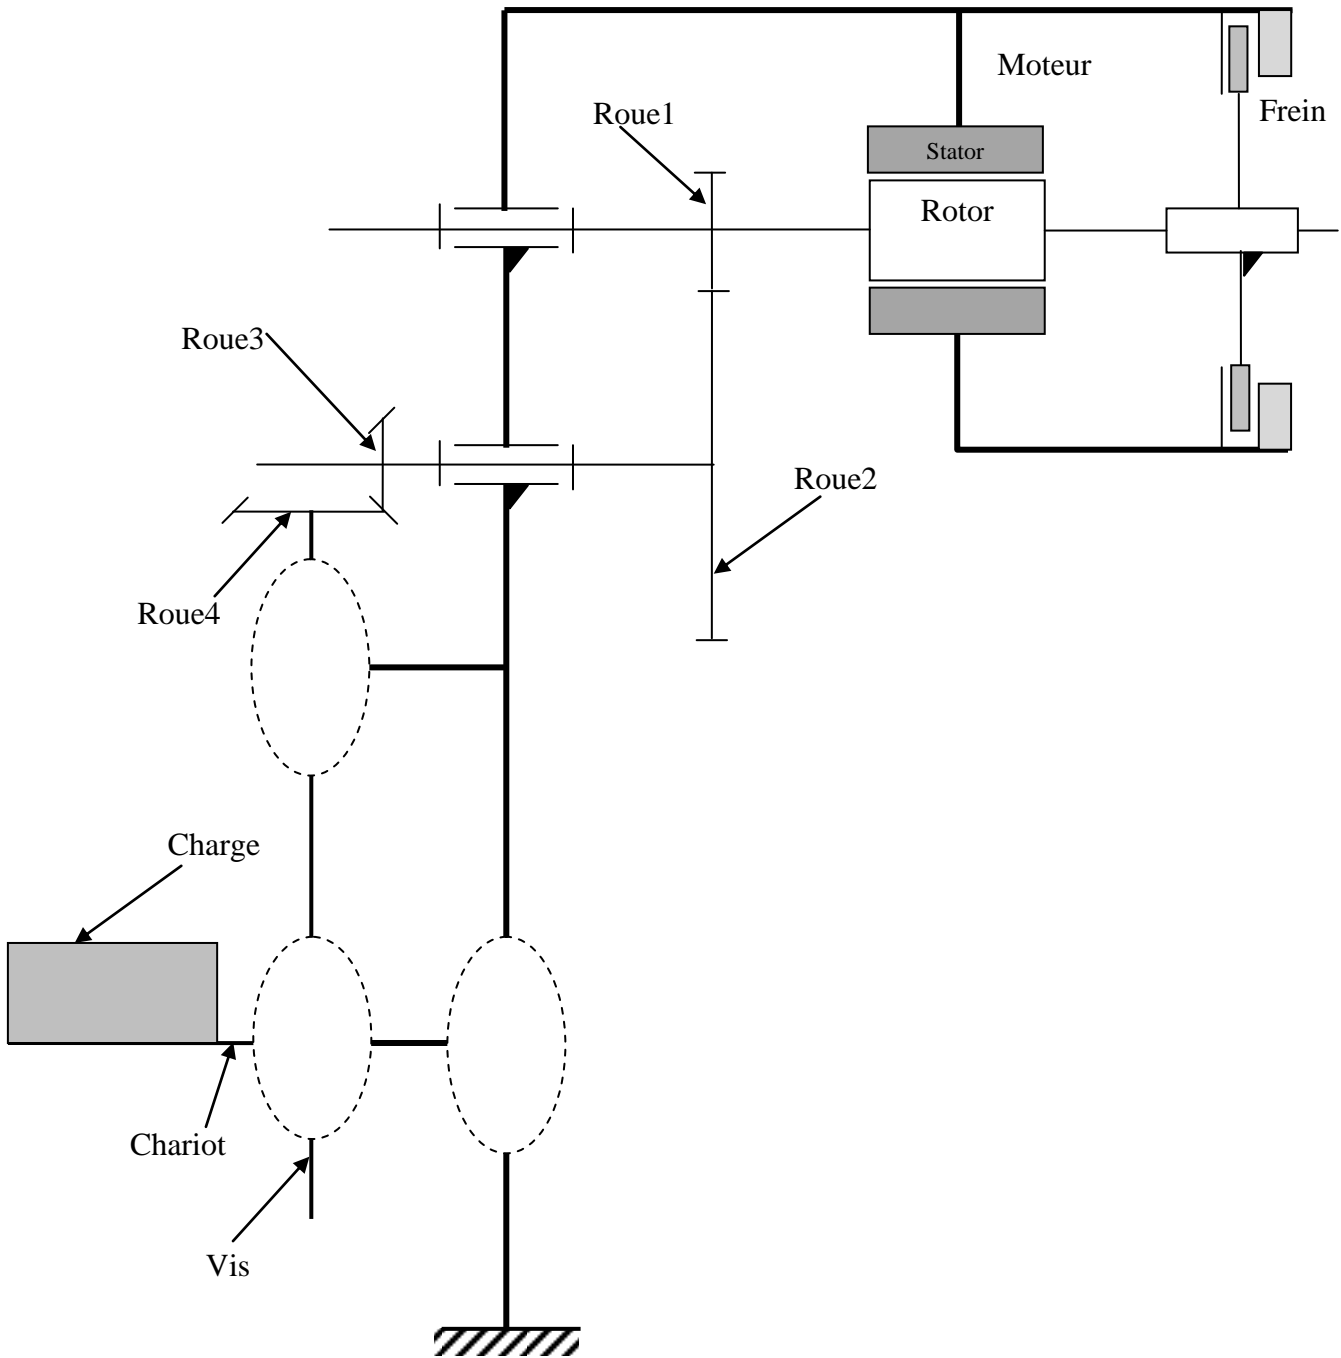 Moteur
Frein
Roue1
Stator
Rotor
Roue3
Roue2
Roue4
Charge
Chariot
Vis